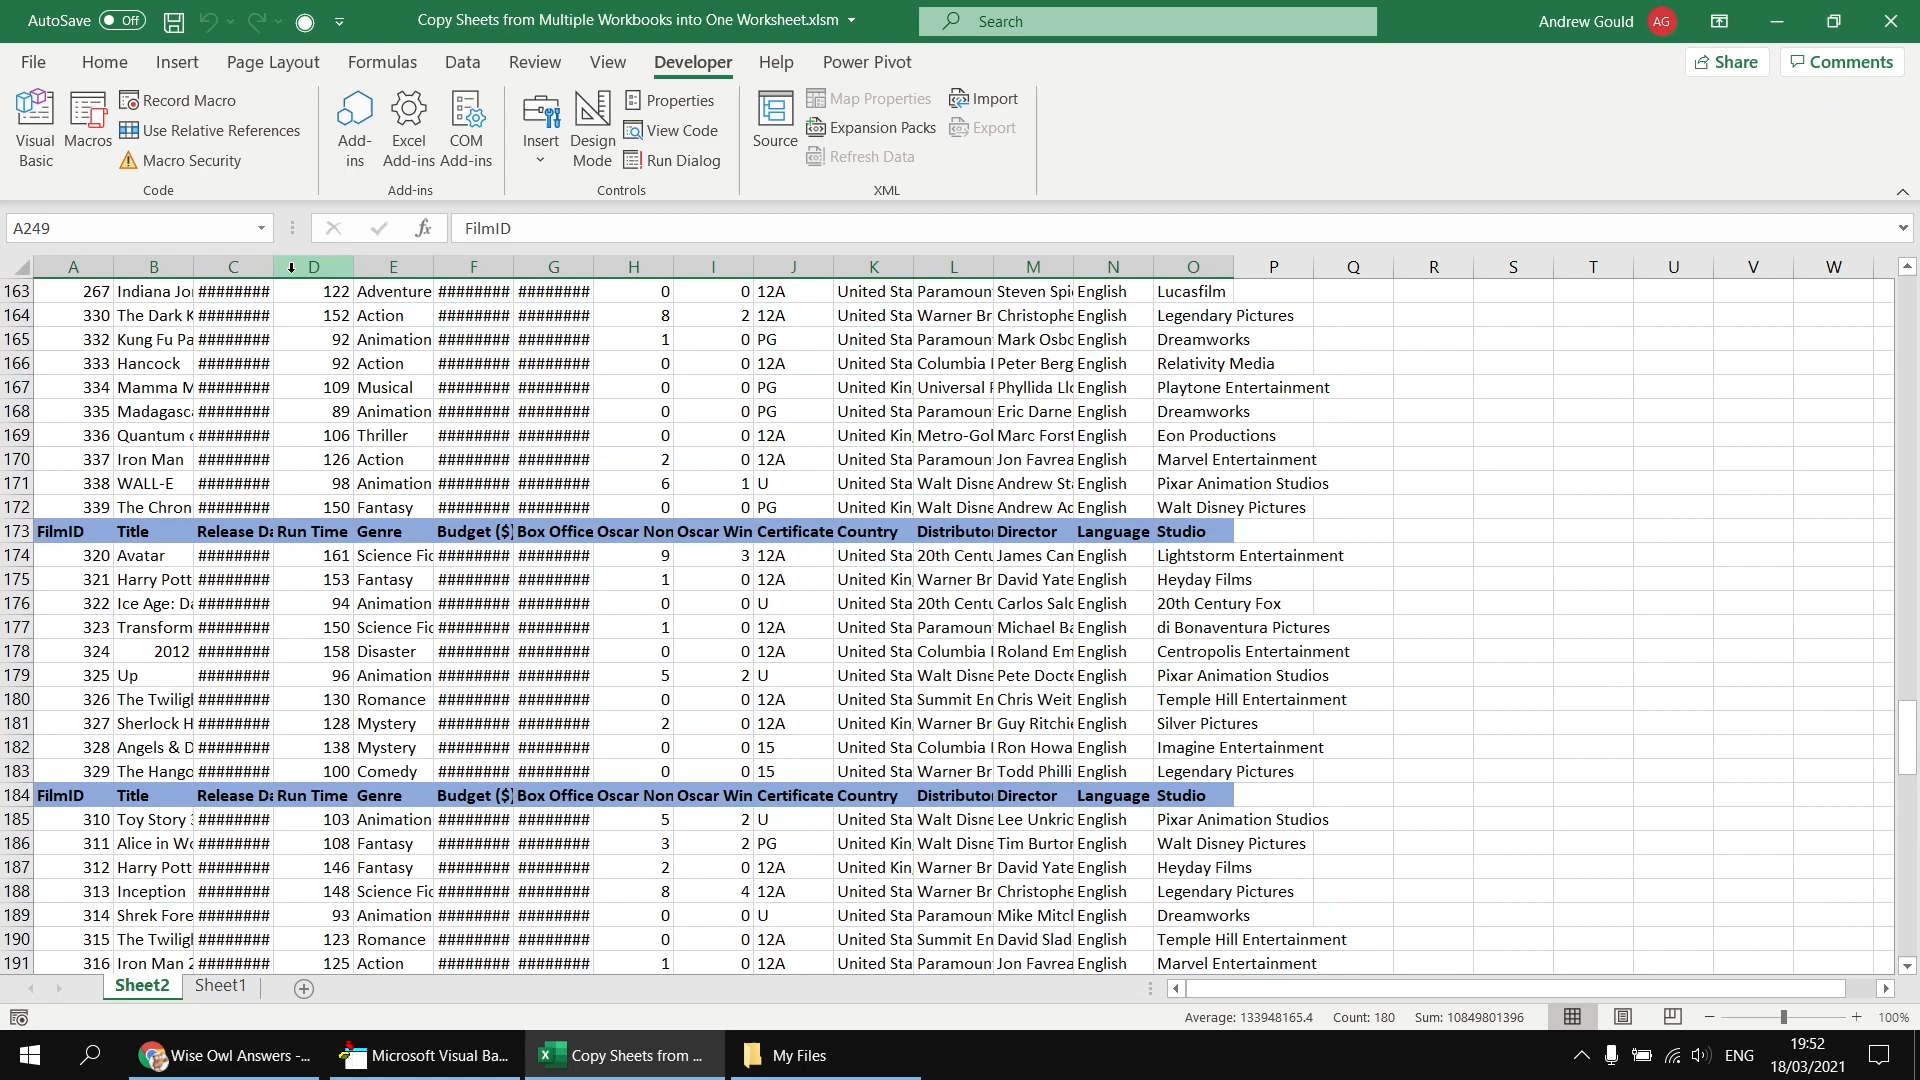 AutoSave Off Copy Sheets from Multiple Workbooks into One Worksheet.xlsm Search Andrew Gould AG
File Home Insert Page Layout Formulas Data Review View Developer Help Power Pivot Share Comments
Visual Basic Macros Record Macro Use Relative References Macro Security Add-ins Excel Add-ins COM Add-ins Insert Design Mode Properties View Code Run Dialog Source Map Properties Expansion Packs Refresh Data Import Export
Code Add-ins Controls XML
A249 fx FilmID
A B C D E F G H I J K L M N O P Q R S T U V W
163 267 Indiana Jo ######## 122 Adventure ######## ######## 0 0 12A United Sta Paramoun Steven Spi English Lucasfilm
164 330 The Dark K ######## 152 Action ######## ######## 8 2 12A United Sta Warner Br Christophe English Legendary Pictures
165 332 Kung Fu Pa ######## 92 Animation ######## ######## 1 0 PG United Sta Paramoun Mark Osbo English Dreamworks
166 333 Hancock ######## 92 Action ######## ######## 0 0 12A United Sta Columbia Peter Berg English Relativity Media
167 334 Mamma M ######## 109 Musical ######## ######## 0 0 PG United Kin Universal Phyllida Ll English Playtone Entertainment
168 335 Madagasc ######## 89 Animation ######## ######## 0 0 PG United Sta Paramoun Eric Darne English Dreamworks
169 336 Quantum ######## 106 Thriller ######## ######## 0 0 12A United Kin Metro-Gol Marc Forst English Eon Productions
170 337 Iron Man ######## 126 Action ######## ######## 2 0 12A United Sta Paramoun Jon Favrea English Marvel Entertainment
171 338 WALL-E ######## 98 Animation ######## ######## 6 1 U United Sta Walt Disne Andrew St English Pixar Animation Studios
172 339 The Chron ######## 150 Fantasy ######## ######## 0 0 PG United Kin Walt Disne Andrew Ad English Walt Disney Pictures
173 FilmID Title Release Da Run Time Genre Budget ($) Box Office Oscar Nom Oscar Win Certificate Country Distributo Director Language Studio
174 320 Avatar ######## 161 Science Fic ######## ######## 9 3 12A United Sta 20th Centu James Cam English Lightstorm Entertainment
175 321 Harry Pott ######## 153 Fantasy ######## ######## 1 0 12A United Kin Warner Br David Yate English Heyday Films
176 322 Ice Age: Da ######## 94 Animation ######## ######## 0 0 U United Sta 20th Centu Carlos Sald English 20th Century Fox
177 323 Transform ######## 150 Science Fic ######## ######## 1 0 12A United Sta Paramoun Michael Ba English di Bonaventura Pictures
178 324 2012 ######## 158 Disaster ######## ######## 0 0 12A United Sta Columbia Roland Em English Centropolis Entertainment
179 325 Up ######## 96 Animation ######## ######## 5 2 U United Sta Walt Disne Pete Docte English Pixar Animation Studios
180 326 The Twilig ######## 130 Romance ######## ######## 0 0 12A United Sta Summit En Chris Weit English Temple Hill Entertainment
181 327 Sherlock H ######## 128 Mystery ######## ######## 2 0 12A United Kin Warner Br Guy Ritchi English Silver Pictures
182 328 Angels & D ######## 138 Mystery ######## ######## 0 0 15 United Sta Columbia Ron Howa English Imagine Entertainment
183 329 The Hango ######## 100 Comedy ######## ######## 0 0 15 United Sta Warner Br Todd Philli English Legendary Pictures
184 FilmID Title Release Da Run Time Genre Budget ($) Box Office Oscar Nom Oscar Win Certificate Country Distributo Director Language Studio
185 310 Toy Story ######## 103 Animation ######## ######## 5 2 U United Sta Walt Disne Lee Unkric English Pixar Animation Studios
186 311 Alice in Wo ######## 108 Fantasy ######## ######## 3 2 PG United Kin Walt Disne Tim Burton English Walt Disney Pictures
187 312 Harry Pott ######## 146 Fantasy ######## ######## 2 0 12A United Kin Warner Br David Yate English Heyday Films
188 313 Inception ######## 148 Science Fic ######## ######## 8 4 12A United Sta Warner Br Christophe English Legendary Pictures
189 314 Shrek Fore ######## 93 Animation ######## ######## 0 0 U United Sta Paramoun Mike Mitc English Dreamworks
190 315 The Twilig ######## 123 Romance ######## ######## 0 0 12A United Sta Summit En David Slad English Temple Hill Entertainment
191 316 Iron Man 2 ######## 125 Action ######## ######## 1 0 12A United Sta Paramoun Jon Favrea English Marvel Entertainment
Sheet2 Sheet1
Average: 133948165.4 Count: 180 Sum: 10849801396 100%
Wise Owl Answers -... Microsoft Visual Ba... Copy Sheets from ... My Files ENG 19:52
18/03/2021